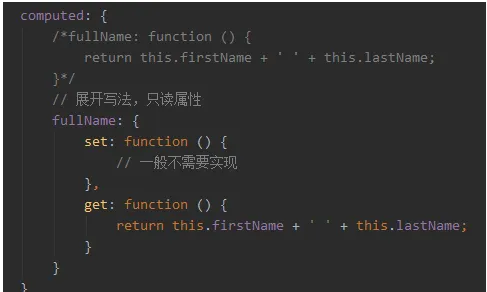 computed: {
/*fullName: function () {
return this.firstName + ' ' + this.lastName;
}*/
// 展开写法，只读属性
fullName: {
set: function () {
// 一般不需要实现
},
get: function () {
return this.firstName + ' ' + this.lastName;
}
}
}